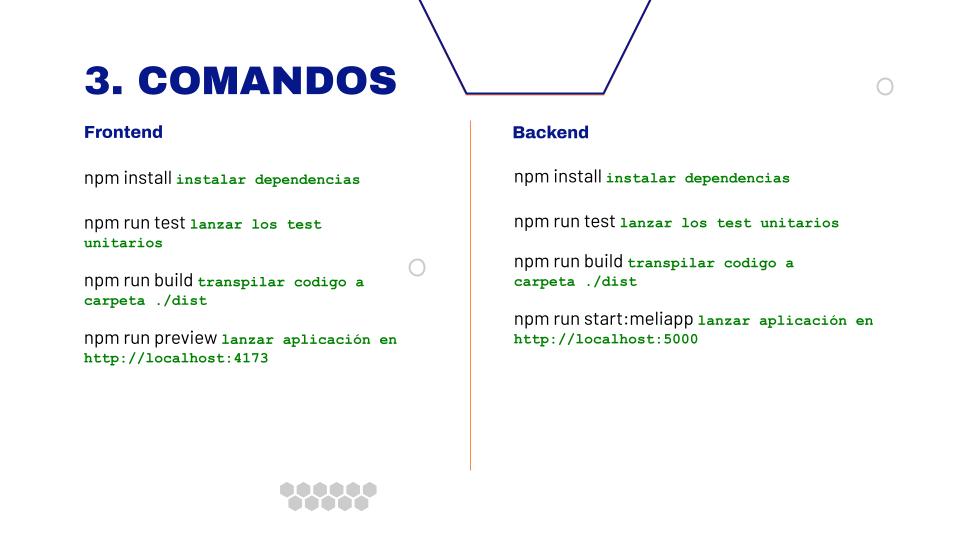 3. COMANDOS
Frontend
npm install instalar dependencias
npm run test lanzar los test
unitarios
npm run build transpilar codigo a
carpeta ./dist
npm run preview lanzar aplicación en
http://localhost:4173
Backend
npm install instalar dependencias
npm run test lanzar los test unitarios
npm run build transpilar codigo a
carpeta ./dist
npm run start:meliapp lanzar aplicación en
http://localhost:5000